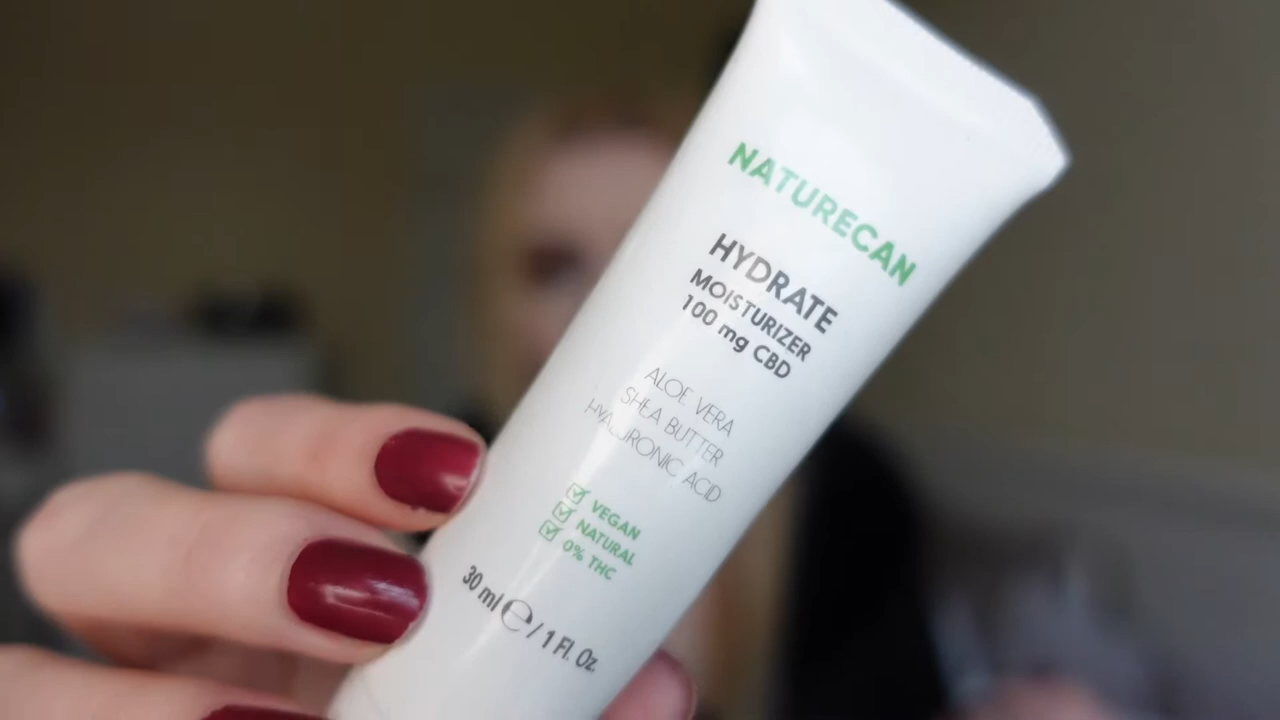 NATURECAN
HYDRATE
MOISTURIZER
100 mg CBD
ALOE VERA
SHEA BUTTER
HYALURONIC ACID
VEGAN
NATURAL
0% THC
30 ml ℮ / 1 Fl. Oz.